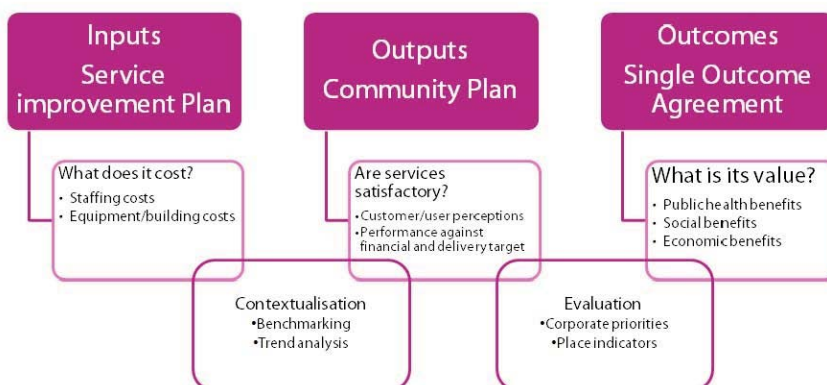 Inputs
Service
improvement Plan
What does it cost?
• Staffing costs
• Equipment/building costs
Outputs
Community Plan
Are services
satisfactory?
•Customer/user perceptions
•Performance against
financial and delivery target
Outcomes
Single Outcome
Agreement
What is its value?
• Public health benefits
• Social benefits
• Economic benefits
Contextualisation
•Benchmarking
•Trend analysis
Evaluation
•Corporate priorities
•Place indicators